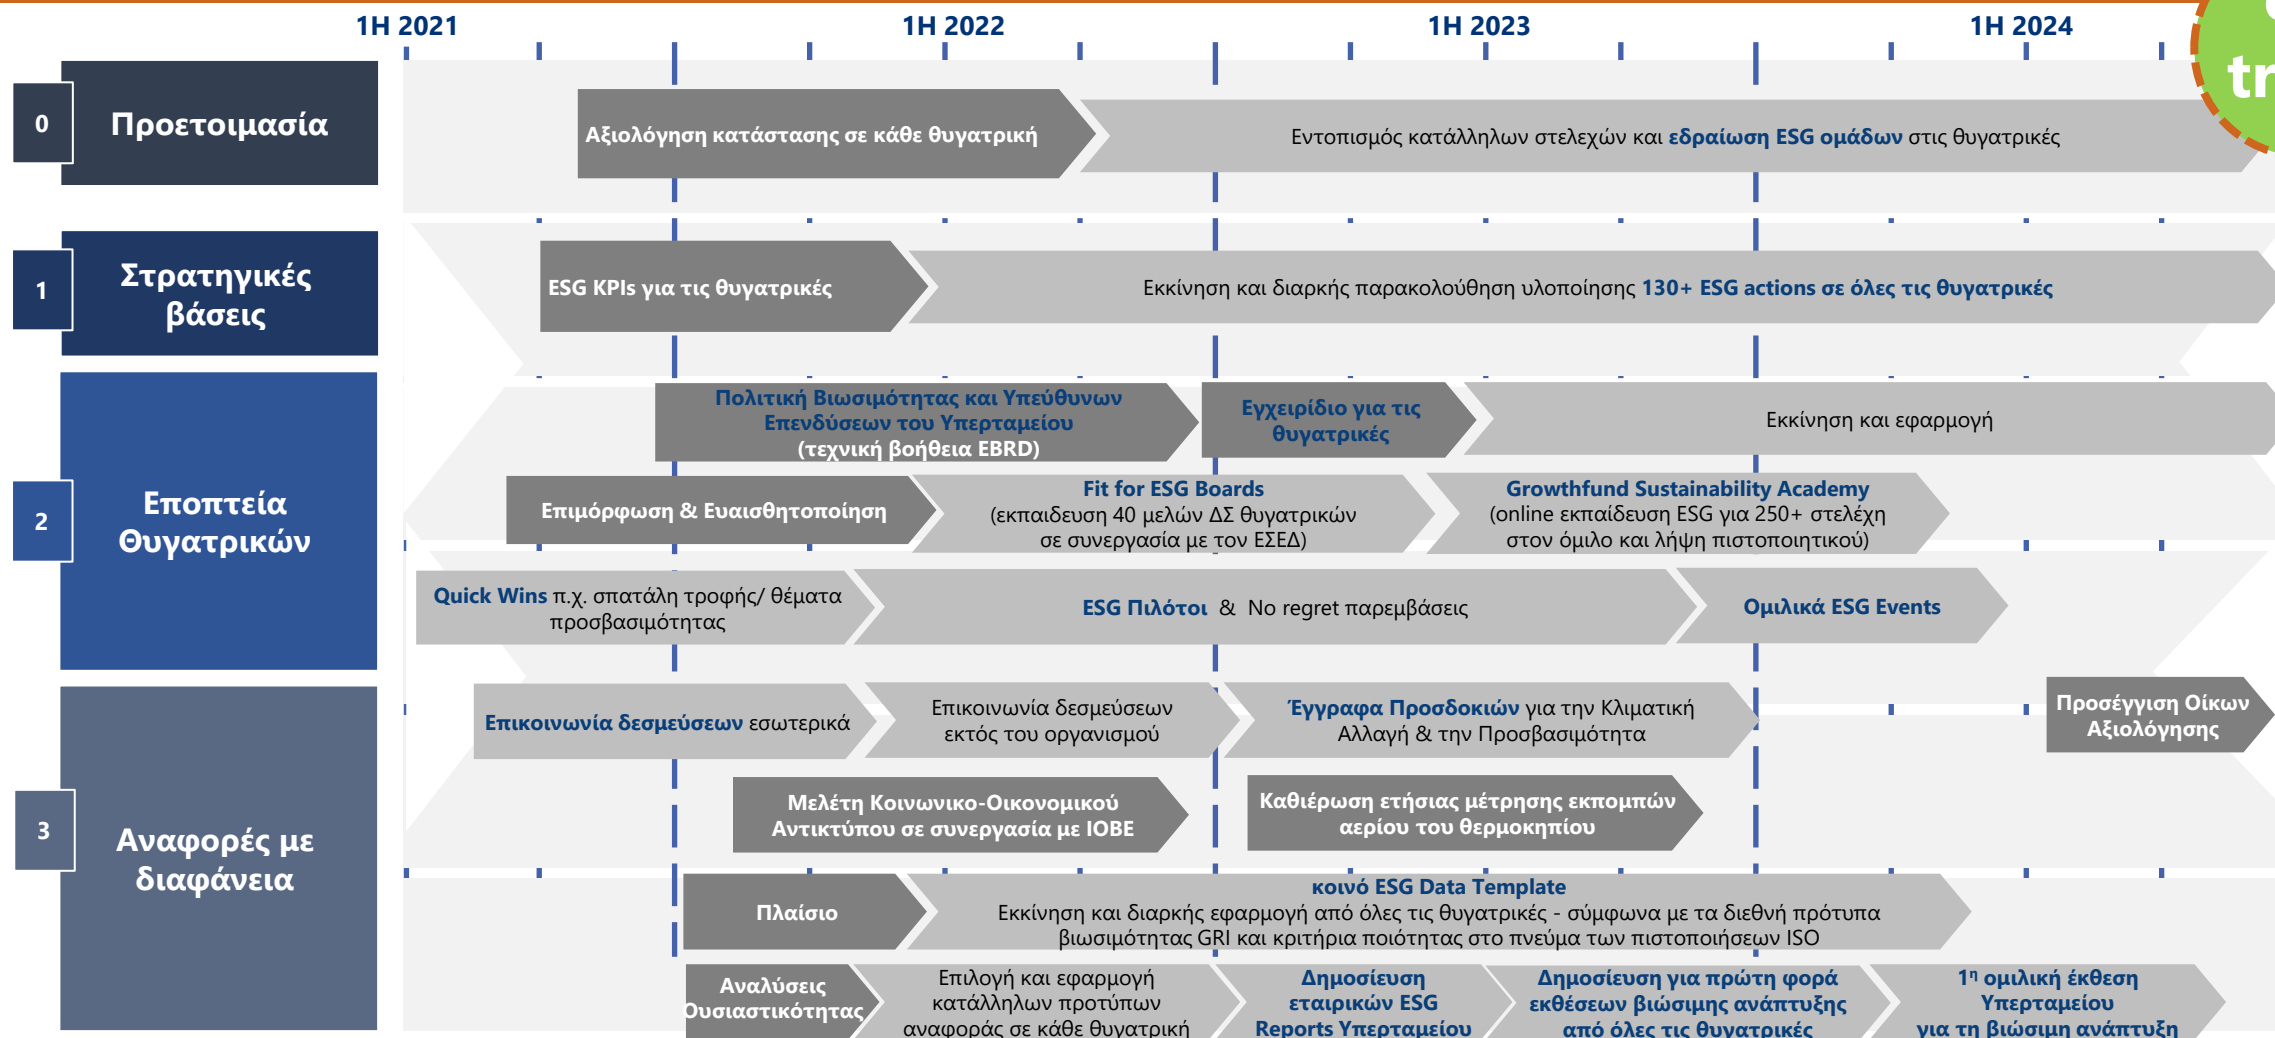 1H 2021
1H 2022
1H 2023
1H 2024
0
Προετοιμασία
Αξιολόγηση κατάστασης σε κάθε θυγατρική
Εντοπισμός κατάλληλων στελεχών και εδραίωση ESG ομάδων στις θυγατρικές
1
Στρατηγικές
βάσεις
ESG KPIs για τις θυγατρικές
Εκκίνηση και διαρκής παρακολούθηση υλοποίησης 130+ ESG actions σε όλες τις θυγατρικές
2
Εποπτεία
Θυγατρικών
Πολιτική Βιωσιμότητας και Υπεύθυνων
Επενδύσεων του Υπερταμείου
(τεχνική βοήθεια EBRD)
Εγχειρίδιο για τις
θυγατρικές
Εκκίνηση και εφαρμογή
Επιμόρφωση & Ευαισθητοποίηση
Fit for ESG Boards
(εκπαιδευση 40 μελών ΔΣ θυγατρικών
σε συνεργασία με τον ΕΣΕΔ)
Growthfund Sustainability Academy
(online εκπαίδευση ESG για 250+ στελέχη
στον όμιλο και λήψη πιστοποιητικού)
Quick Wins π.χ. σπατάλη τροφής/ θέματα
προσβασιμότητας
ESG Πιλότοι & No regret παρεμβάσεις
Ομιλικά ESG Events
3
Αναφορές με
διαφάνεια
Επικοινωνία δεσμεύσεων εσωτερικά
Επικοινωνία δεσμεύσεων
εκτός του οργανισμού
Έγγραφα Προσδοκιών για την Κλιματική
Αλλαγή & την Προσβασιμότητα
Προσέγγιση Οίκων
Αξιολόγησης
Μελέτη Κοινωνικο-Οικονομικού
Αντικτύπου σε συνεργασία με ΙΟΒΕ
Καθιέρωση ετήσιας μέτρησης εκπομπών
αερίου του θερμοκηπίου
Πλαίσιο
κοινό ESG Data Template
Εκκίνηση και διαρκής εφαρμογή από όλες τις θυγατρικές - σύμφωνα με τα διεθνή πρότυπα
βιωσιμότητας GRI και κριτήρια ποιότητας στο πνεύμα των πιστοποιήσεων ISO
Αναλύσεις
Ουσιαστικότητας
Επιλογή και εφαρμογή
κατάλληλων προτύπων
αναφοράς σε κάθε θυγατρική
Δημοσίευση
εταιρικών ESG
Reports Υπερταμείου
Δημοσίευση για πρώτη φορά
εκθέσεων βιώσιμης ανάπτυξης
από όλες τις θυγατρικές
1η ομιλική έκθεση
Υπερταμείου
για τη βιώσιμη ανάπτυξη